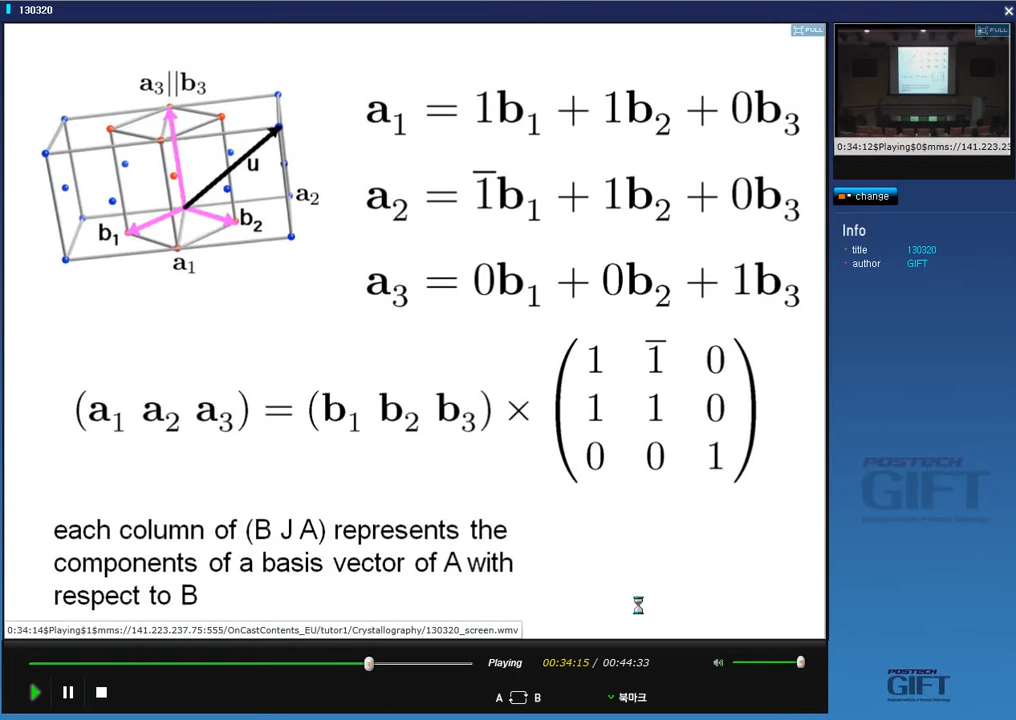 130320
FULL
a₃||b₃
u
a₂
b₁
b₂
a₁
a₁ = 1b₁ + 1b₂ + 0b₃
a₂ = 1̅b₁ + 1b₂ + 0b₃
a₃ = 0b₁ + 0b₂ + 1b₃
(a₁ a₂ a₃) = (b₁ b₂ b₃) ×
1 1̅ 0
1 1 0
0 0 1
each column of (B J A) represents the
components of a basis vector of A with
respect to B
0:34:14$Playing$1$mms://141.223.237.75:555/OnCastContents_EU/tutor1/Crystallography/130320_screen.wmv
FULL
0:34:12$Playing$0$mms://141.223.23
change
Info
title 130320
author GIFT
POSTECH
GIFT
Playing 00:34:15 / 00:44:33
A B
북마크
POSTECH
GIFT